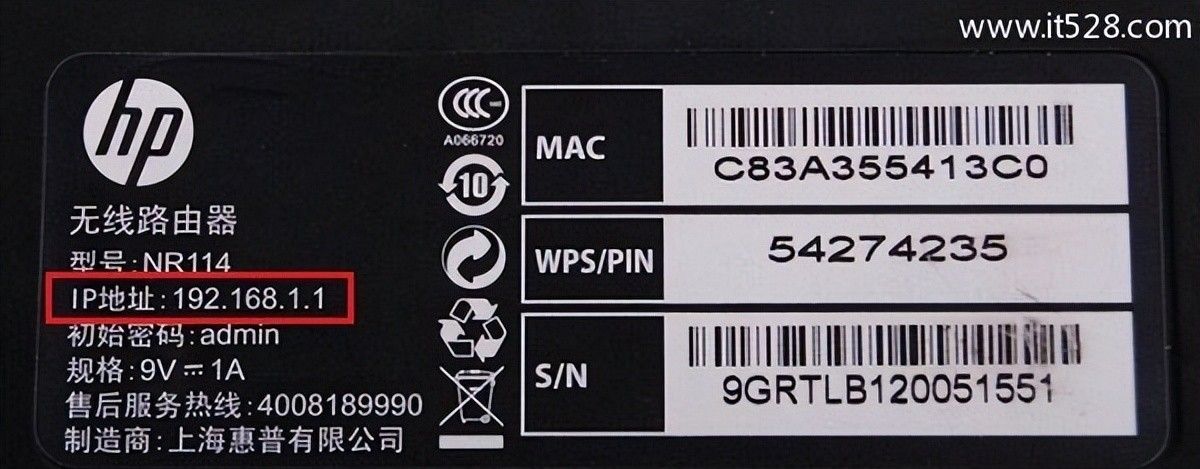 www.it528.com
hp
无线路由器
型号:NR114
IP地址:192.168.1.1
初始密码:admin
规格:9V⎓1A
售后服务热线:4008189990
制造商:上海惠普有限公司
A066720
10
MAC
C83A355413C0
WPS/PIN
54274235
S/N
9GRTLB120051551